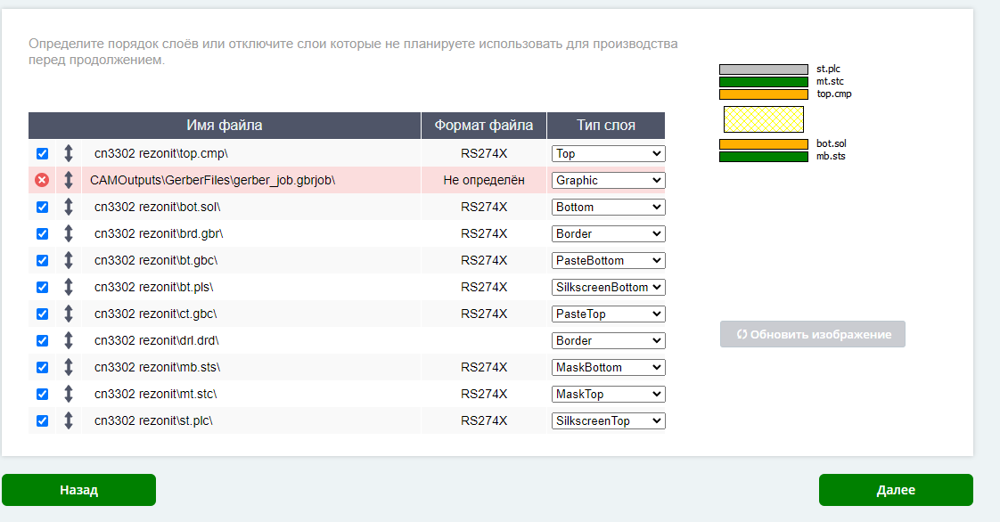 Определите порядок слоёв или отключите слои которые не планируете использовать для производства
перед продолжением.
st.plc
mt.stc
top.cmp
bot.sol
mb.sts
Имя файла Формат файла Тип слоя
cn3302 rezonit\top.cmp\ RS274X Top
CAMOutputs\GerberFiles\gerber_job.gbrjob\ Не определён Graphic
cn3302 rezonit\bot.sol\ RS274X Bottom
cn3302 rezonit\brd.gbr\ RS274X Border
cn3302 rezonit\bt.gbc\ RS274X PasteBottom
cn3302 rezonit\bt.pls\ RS274X SilkscreenBottom
cn3302 rezonit\ct.gbc\ RS274X PasteTop
cn3302 rezonit\drl.drd\ Border
cn3302 rezonit\mb.sts\ RS274X MaskBottom
cn3302 rezonit\mt.stc\ RS274X MaskTop
cn3302 rezonit\st.plc\ RS274X SilkscreenTop
Обновить изображение
Назад
Далее